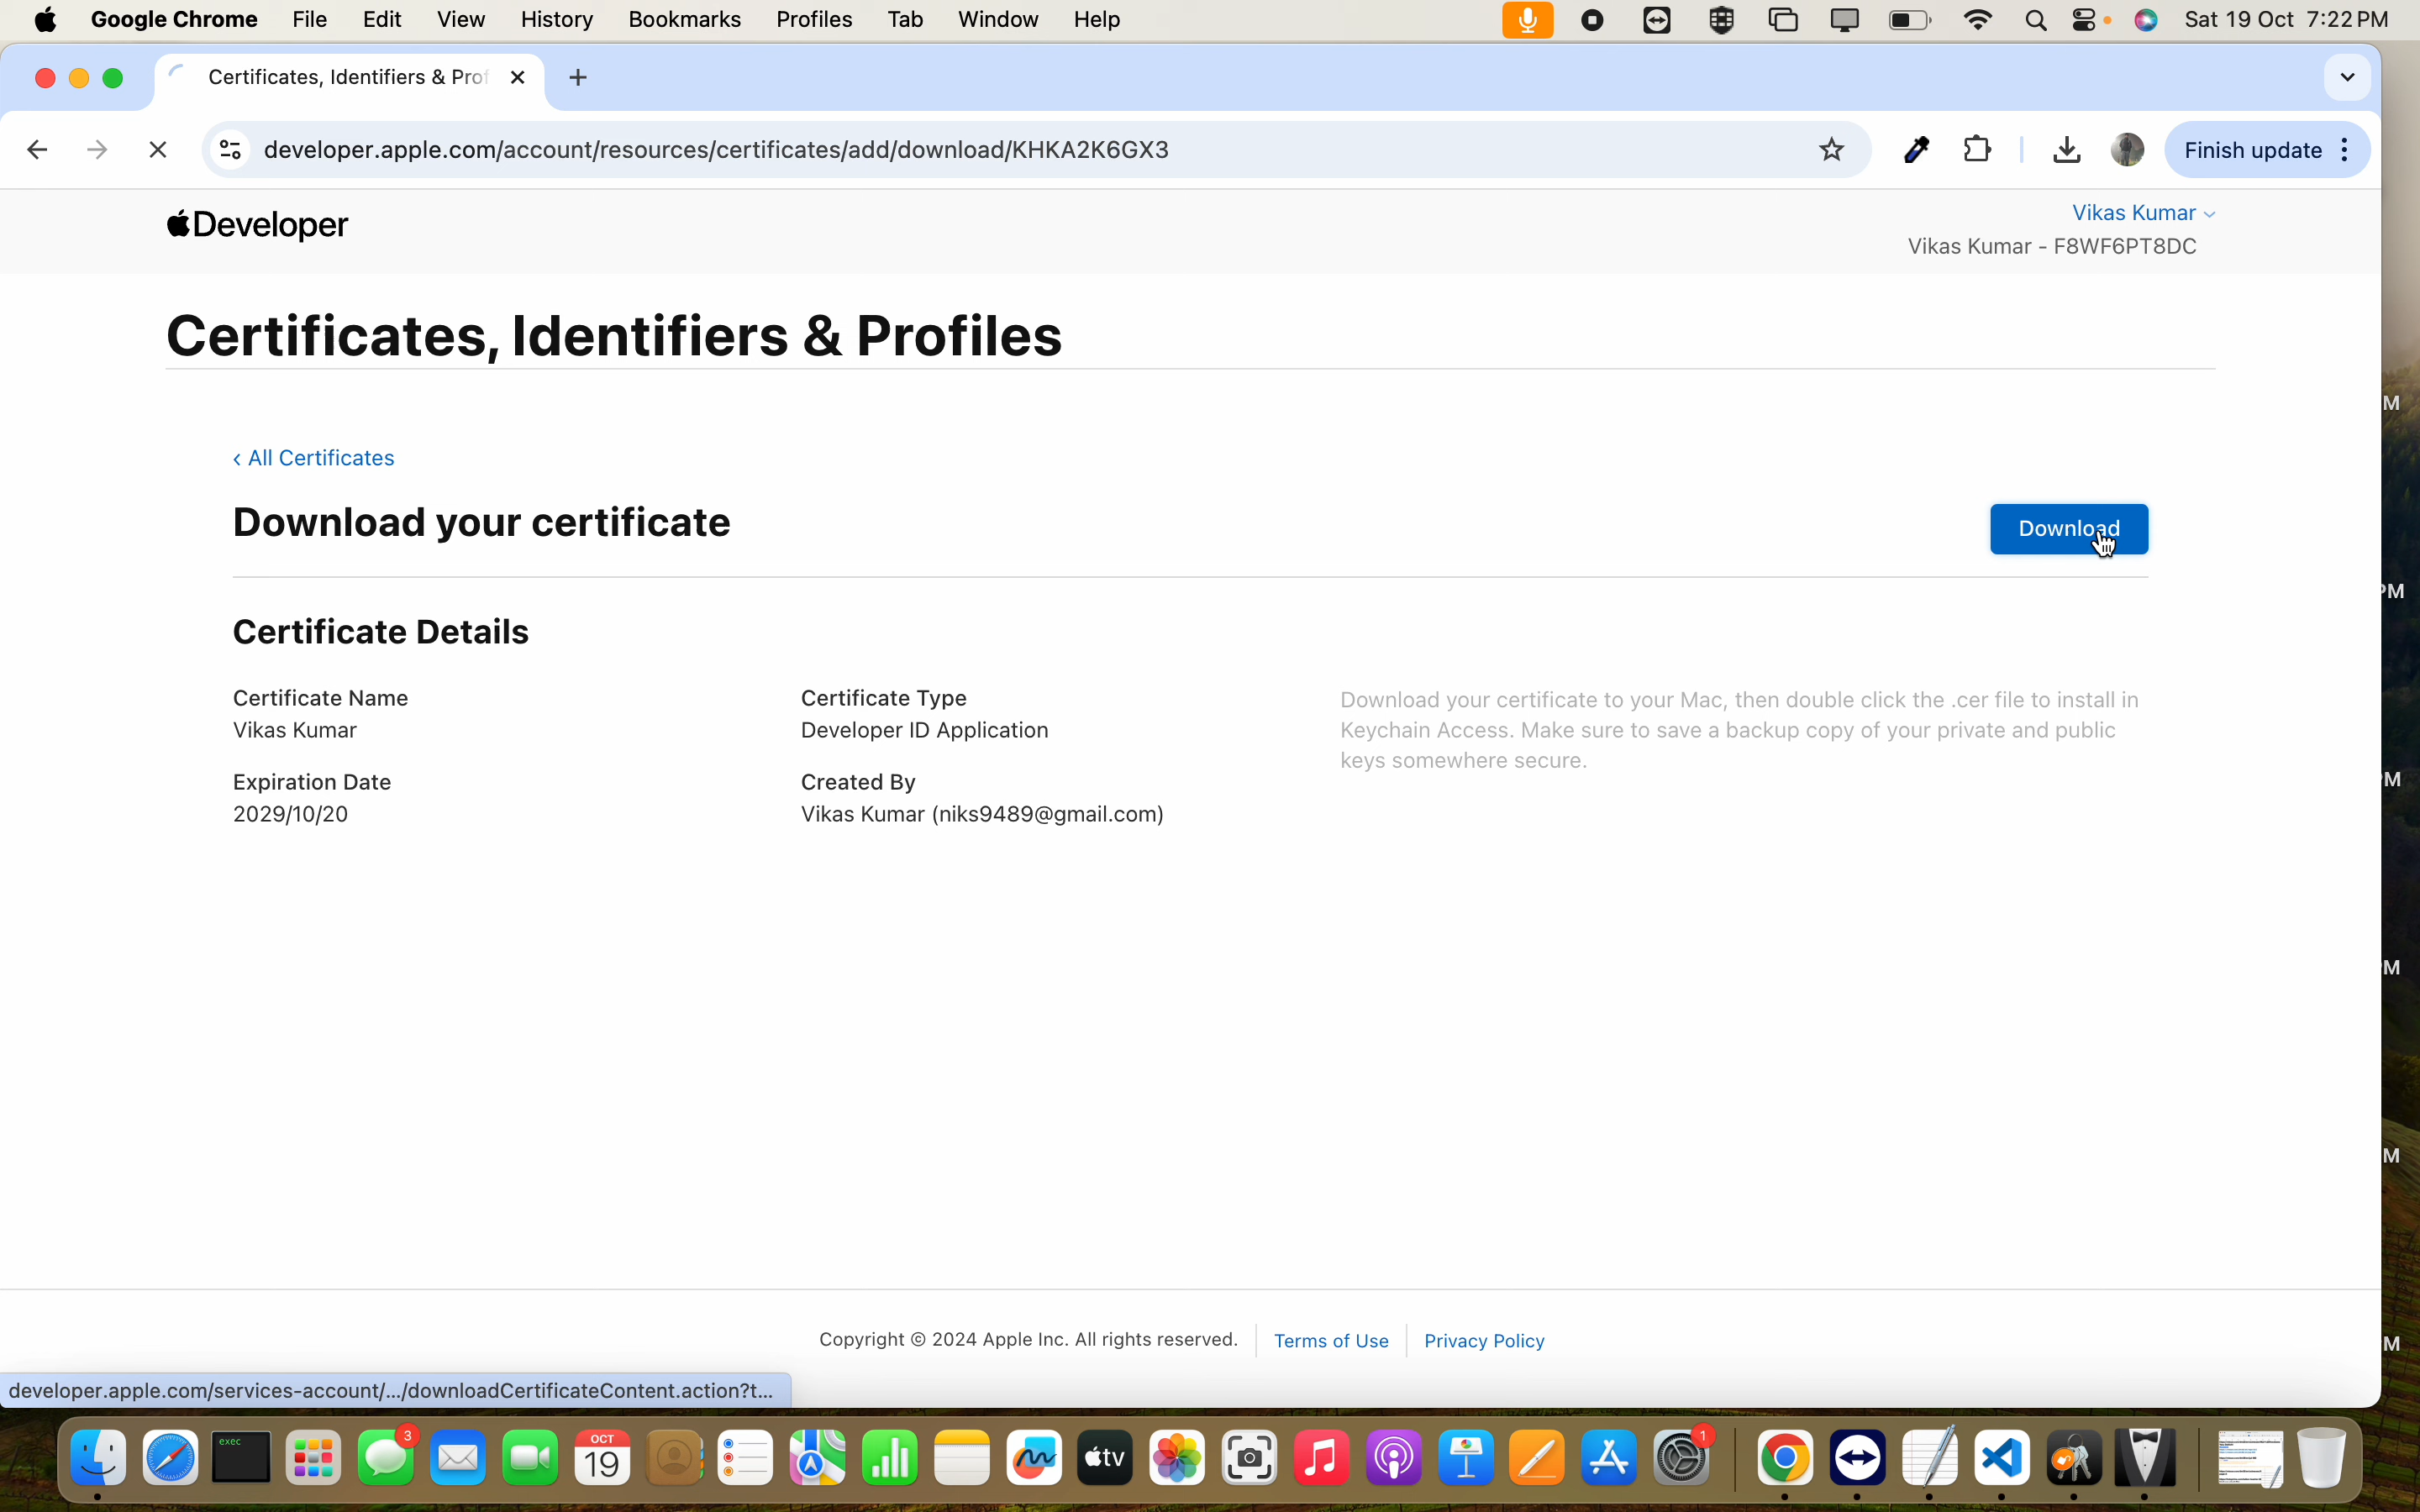 Google Chrome File Edit View History Bookmarks Profiles Tab Window Help Sat 19 Oct 7:22 PM
Certificates, Identifiers & Prof
developer.apple.com/account/resources/certificates/add/download/KHKA2K6GX3 Finish update
Developer
Vikas Kumar
Vikas Kumar - F8WF6PT8DC
Certificates, Identifiers & Profiles
‹ All Certificates
Download your certificate
Download
Certificate Details
Certificate Name
Vikas Kumar
Expiration Date
2029/10/20
Certificate Type
Developer ID Application
Created By
Vikas Kumar (niks9489@gmail.com)
Download your certificate to your Mac, then double click the .cer file to install in
Keychain Access. Make sure to save a backup copy of your private and public
keys somewhere secure.
M
PM
M
M
M
M
Copyright © 2024 Apple Inc. All rights reserved. Terms of Use Privacy Policy
developer.apple.com/services-account/.../downloadCertificateContent.action?t...
exec
3
OCT
19
tv
1